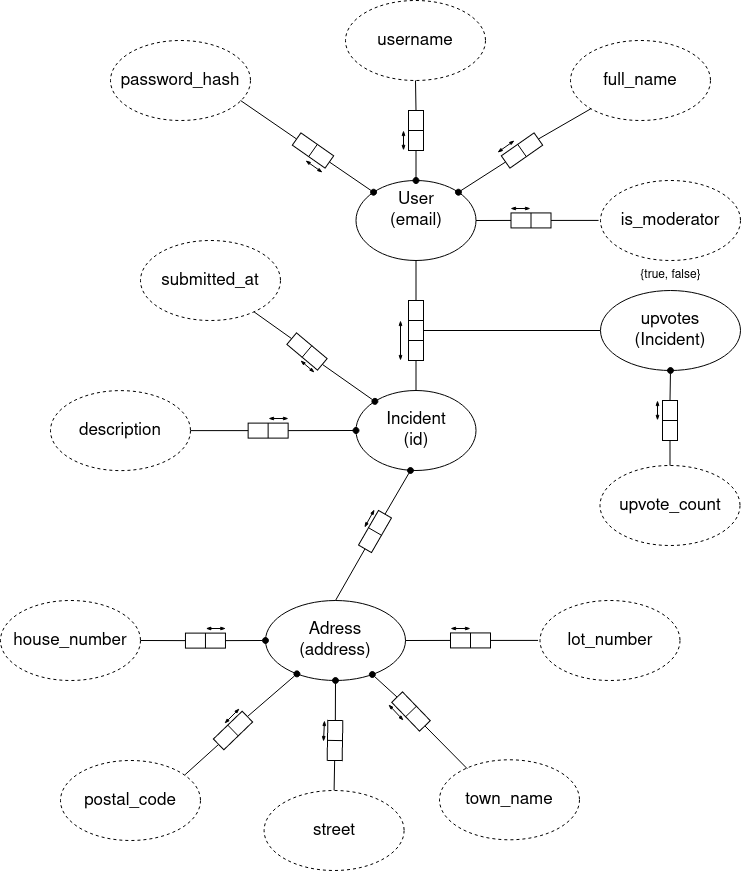 username
password_hash
full_name
User
(email)
is_moderator
{true, false}
submitted_at
upvotes
(Incident)
Incident
(id)
description
upvote_count
house_number
Adress
(address)
lot_number
postal_code
town_name
street